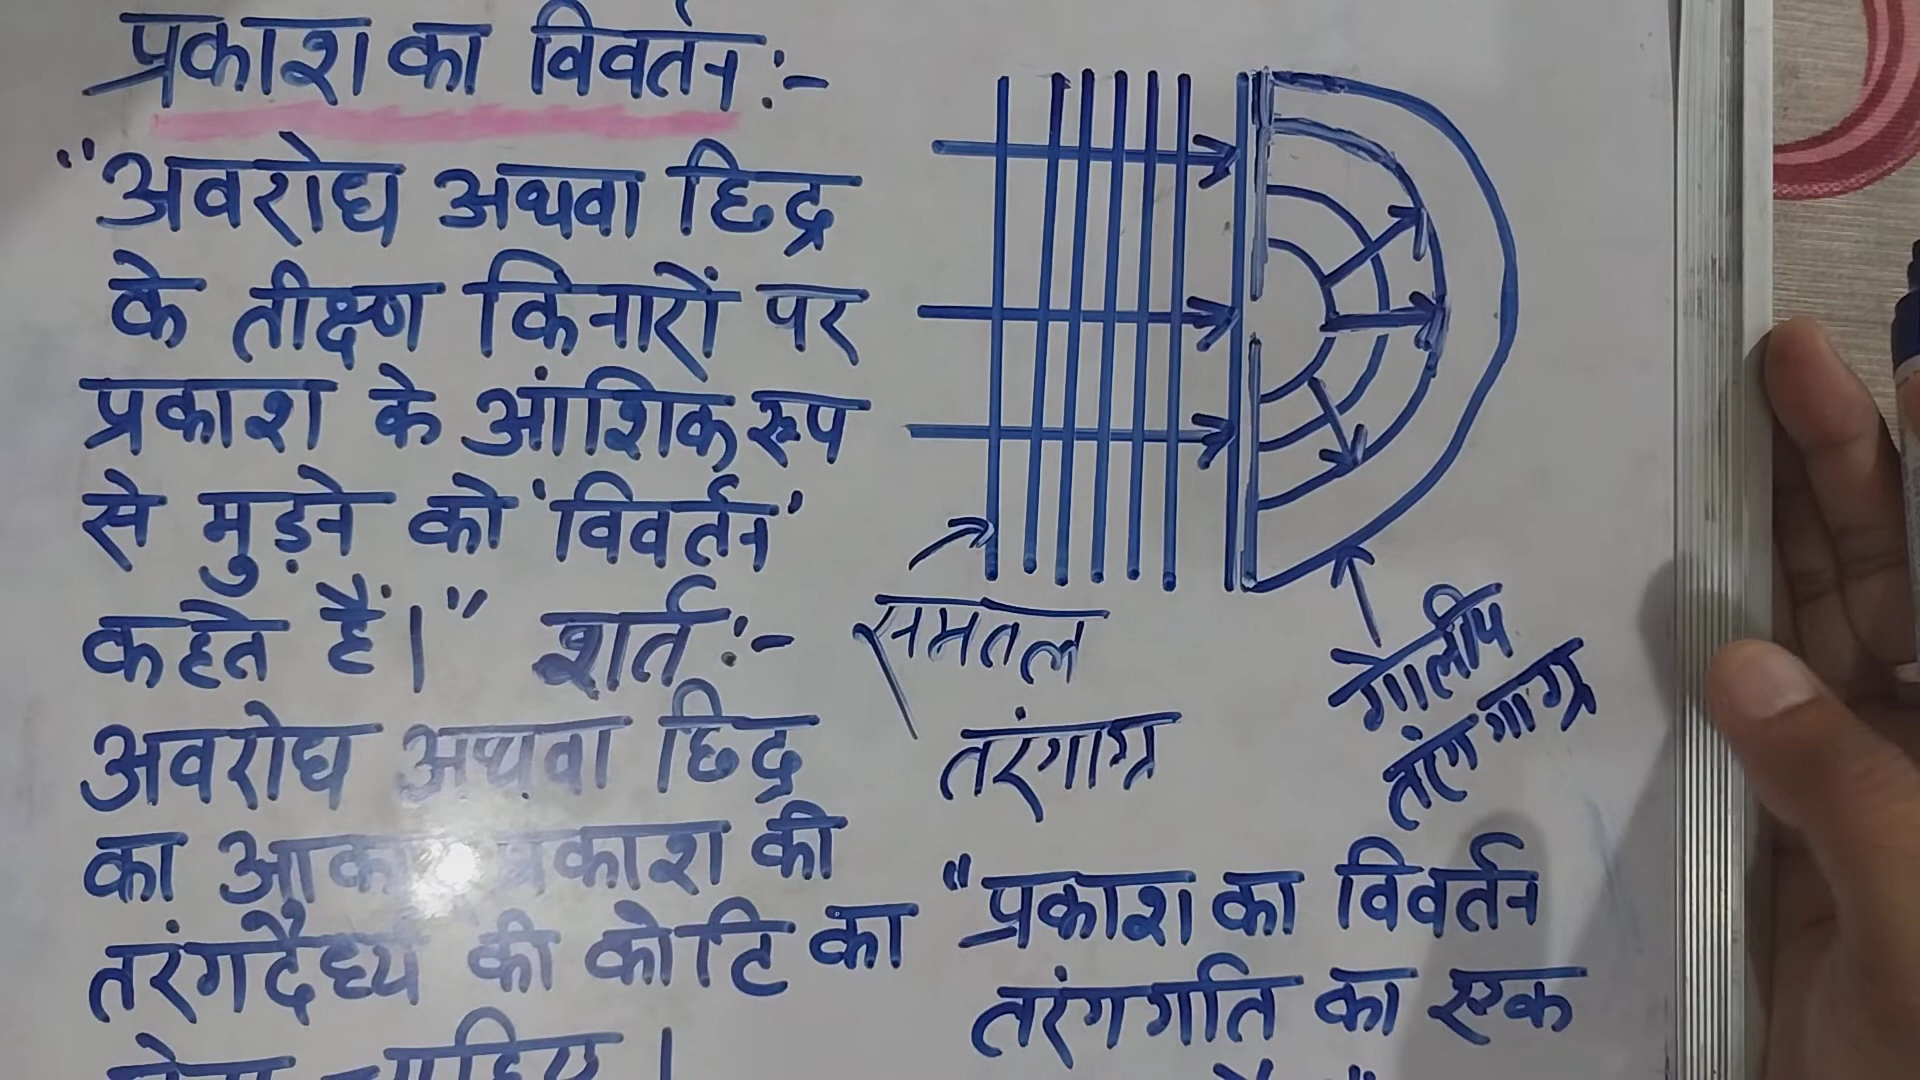 प्रकाश का विवर्तन :-
"अवरोध अथवा छिद्र
के तीक्ष्ण किनारों पर
प्रकाश के आंशिक रूप
से मुड़ने को 'विवर्तन'
कहते हैं।" शर्त :-
अवरोध अथवा छिद्र
का आकार प्रकाश की
तरंगदैर्ध्य की कोटि का
चाहिए ।
समतल
तरंगाग्र
गोलीय
तरंगाग्र
"प्रकाश का विवर्तन
तरंगगति का एक